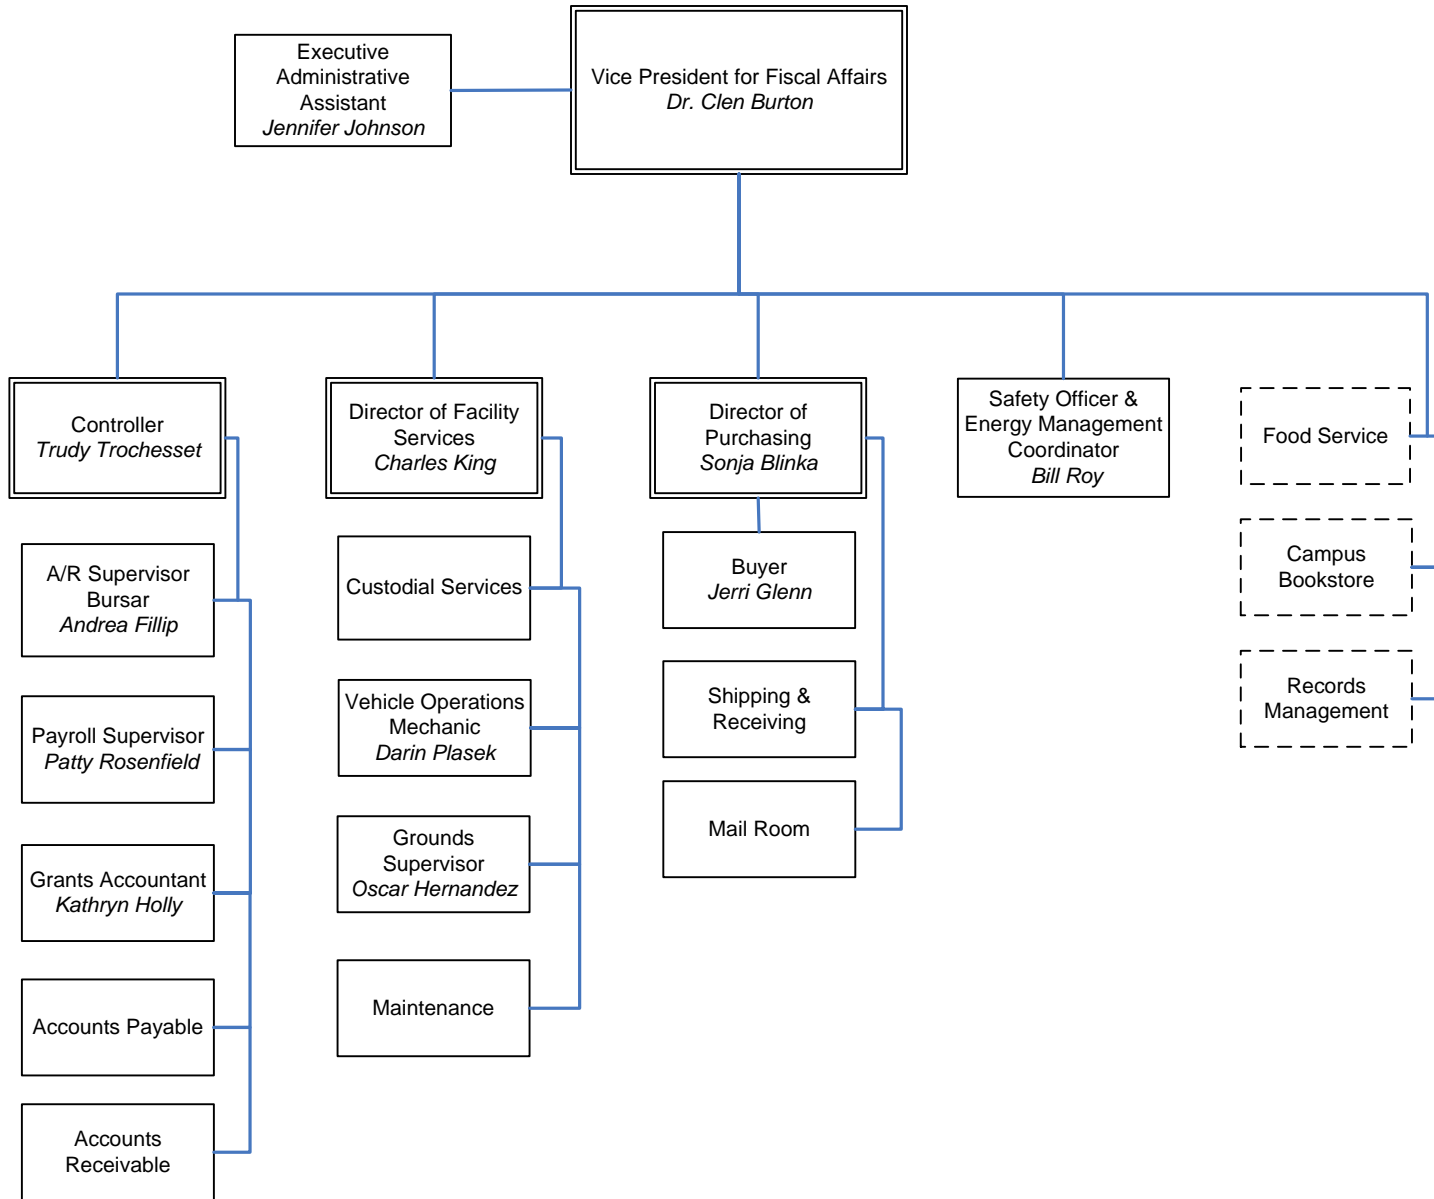 Executive
Administrative
Assistant
Jennifer Johnson
Vice President for Fiscal Affairs
Dr. Clen Burton
Controller
Trudy Trochesset
Director of Facility
Services
Charles King
Director of
Purchasing
Sonja Blinka
Safety Officer &
Energy Management
Coordinator
Bill Roy
Food Service
A/R Supervisor
Bursar
Andrea Fillip
Custodial Services
Buyer
Jerri Glenn
Campus
Bookstore
Payroll Supervisor
Patty Rosenfield
Vehicle Operations
Mechanic
Darin Plasek
Shipping &
Receiving
Records
Management
Grants Accountant
Kathryn Holly
Grounds
Supervisor
Oscar Hernandez
Mail Room
Accounts Payable
Maintenance
Accounts
Receivable